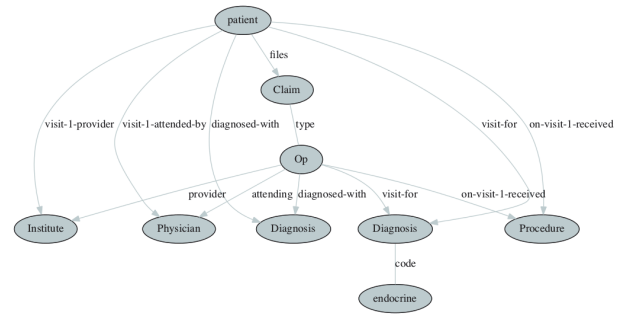 patient
files
Claim
visit-1-provider
visit-1-attended-by
diagnosed-with
type
visit-for
on-visit-1-received
Op
provider
attending
diagnosed-with
visit-for
on-visit-1-received
Institute
Physician
Diagnosis
Diagnosis
Procedure
code
endocrine